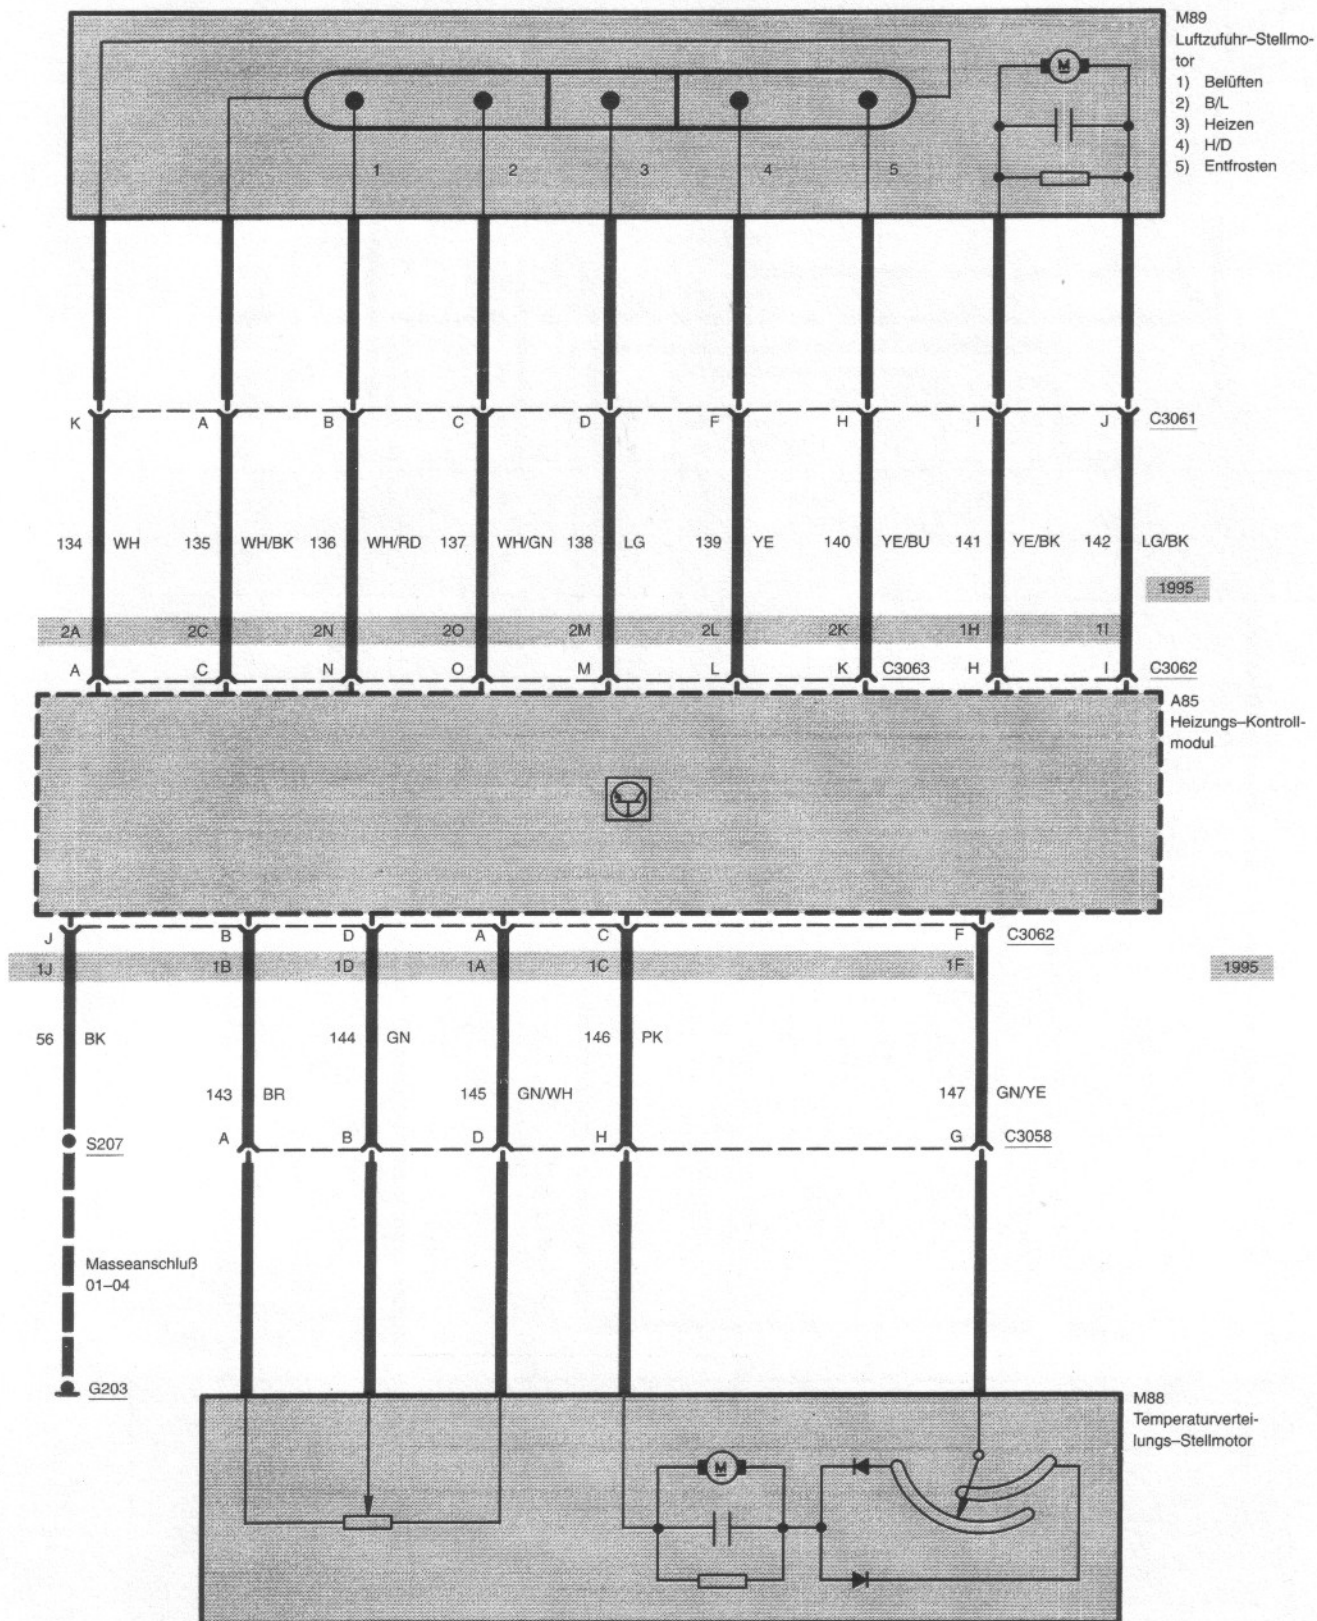 M89
Luftzufuhr–Stellmo-
tor
1) Belüften
2) B/L
3) Heizen
4) H/D
5) Entfrosten
1 2 3 4 5
K A B C D F H I J C3061
134 WH 135 WH/BK 136 WH/RD 137 WH/GN 138 LG 139 YE 140 YE/BU 141 YE/BK 142 LG/BK
1995
2A 2C 2N 2O 2M 2L 2K 1H 1I
A C N O M L K C3063 H I C3062
A85
Heizungs–Kontroll-
modul
J B D A C F C3062
1J 1B 1D 1A 1C 1F 1995
56 BK 144 GN 146 PK
143 BR 145 GN/WH 147 GN/YE
S207 A B D H G C3058
Masseanschluß
01–04
G203
M88
Temperaturvertei-
lungs–Stellmotor
M
M